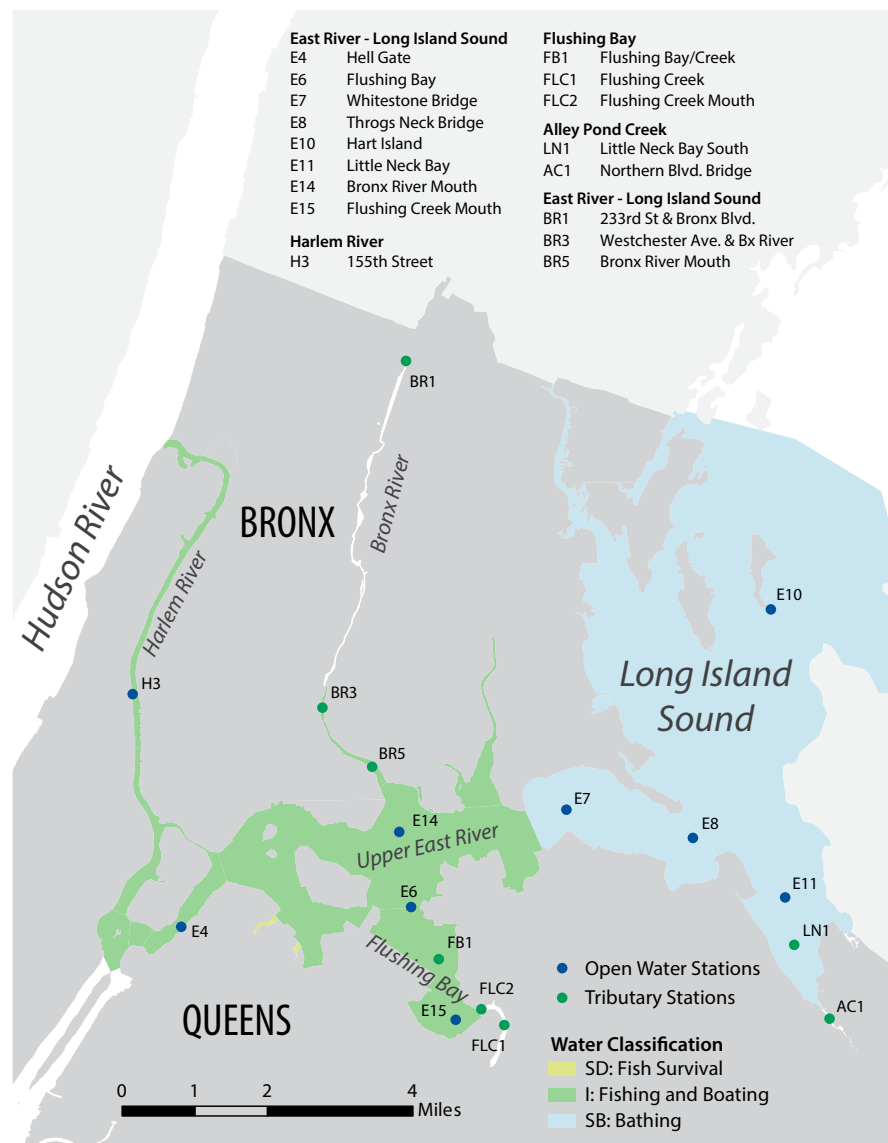 East River - Long Island Sound
E4 Hell Gate
E6 Flushing Bay
E7 Whitestone Bridge
E8 Throgs Neck Bridge
E10 Hart Island
E11 Little Neck Bay
E14 Bronx River Mouth
E15 Flushing Creek Mouth
Harlem River
H3 155th Street
Flushing Bay
FB1 Flushing Bay/Creek
FLC1 Flushing Creek
FLC2 Flushing Creek Mouth
Alley Pond Creek
LN1 Little Neck Bay South
AC1 Northern Blvd. Bridge
East River - Long Island Sound
BR1 233rd St & Bronx Blvd.
BR3 Westchester Ave. & Bx River
BR5 Bronx River Mouth
BR1
Hudson River
BRONX
Bronx River
Harlem River
E10
Long Island
Sound
H3
BR3
BR5
E7
E14
E8
Upper East River
E6
E11
E4
LN1
FB1
Flushing Bay
FLC2
AC1
E15
FLC1
QUEENS
Open Water Stations
Tributary Stations
Water Classification
SD: Fish Survival
I: Fishing and Boating
SB: Bathing
0 1 2 4
Miles